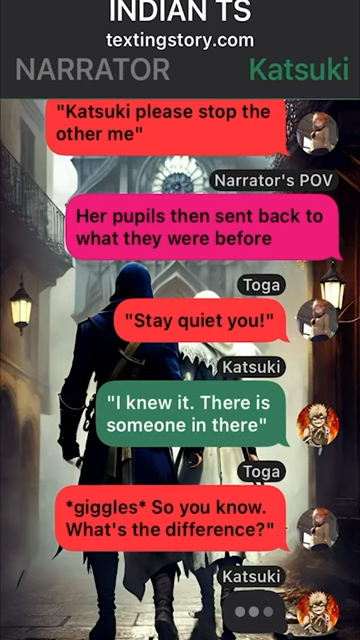 INDIAN TS
textingstory.com
NARRATOR
Katsuki
"Katsuki please stop the
other me"
Narrator's POV
Her pupils then sent back to
what they were before
Toga
"Stay quiet you!"
Katsuki
"I knew it. There is
someone in there"
Toga
*giggles* So you know.
What's the difference?"
Katsuki